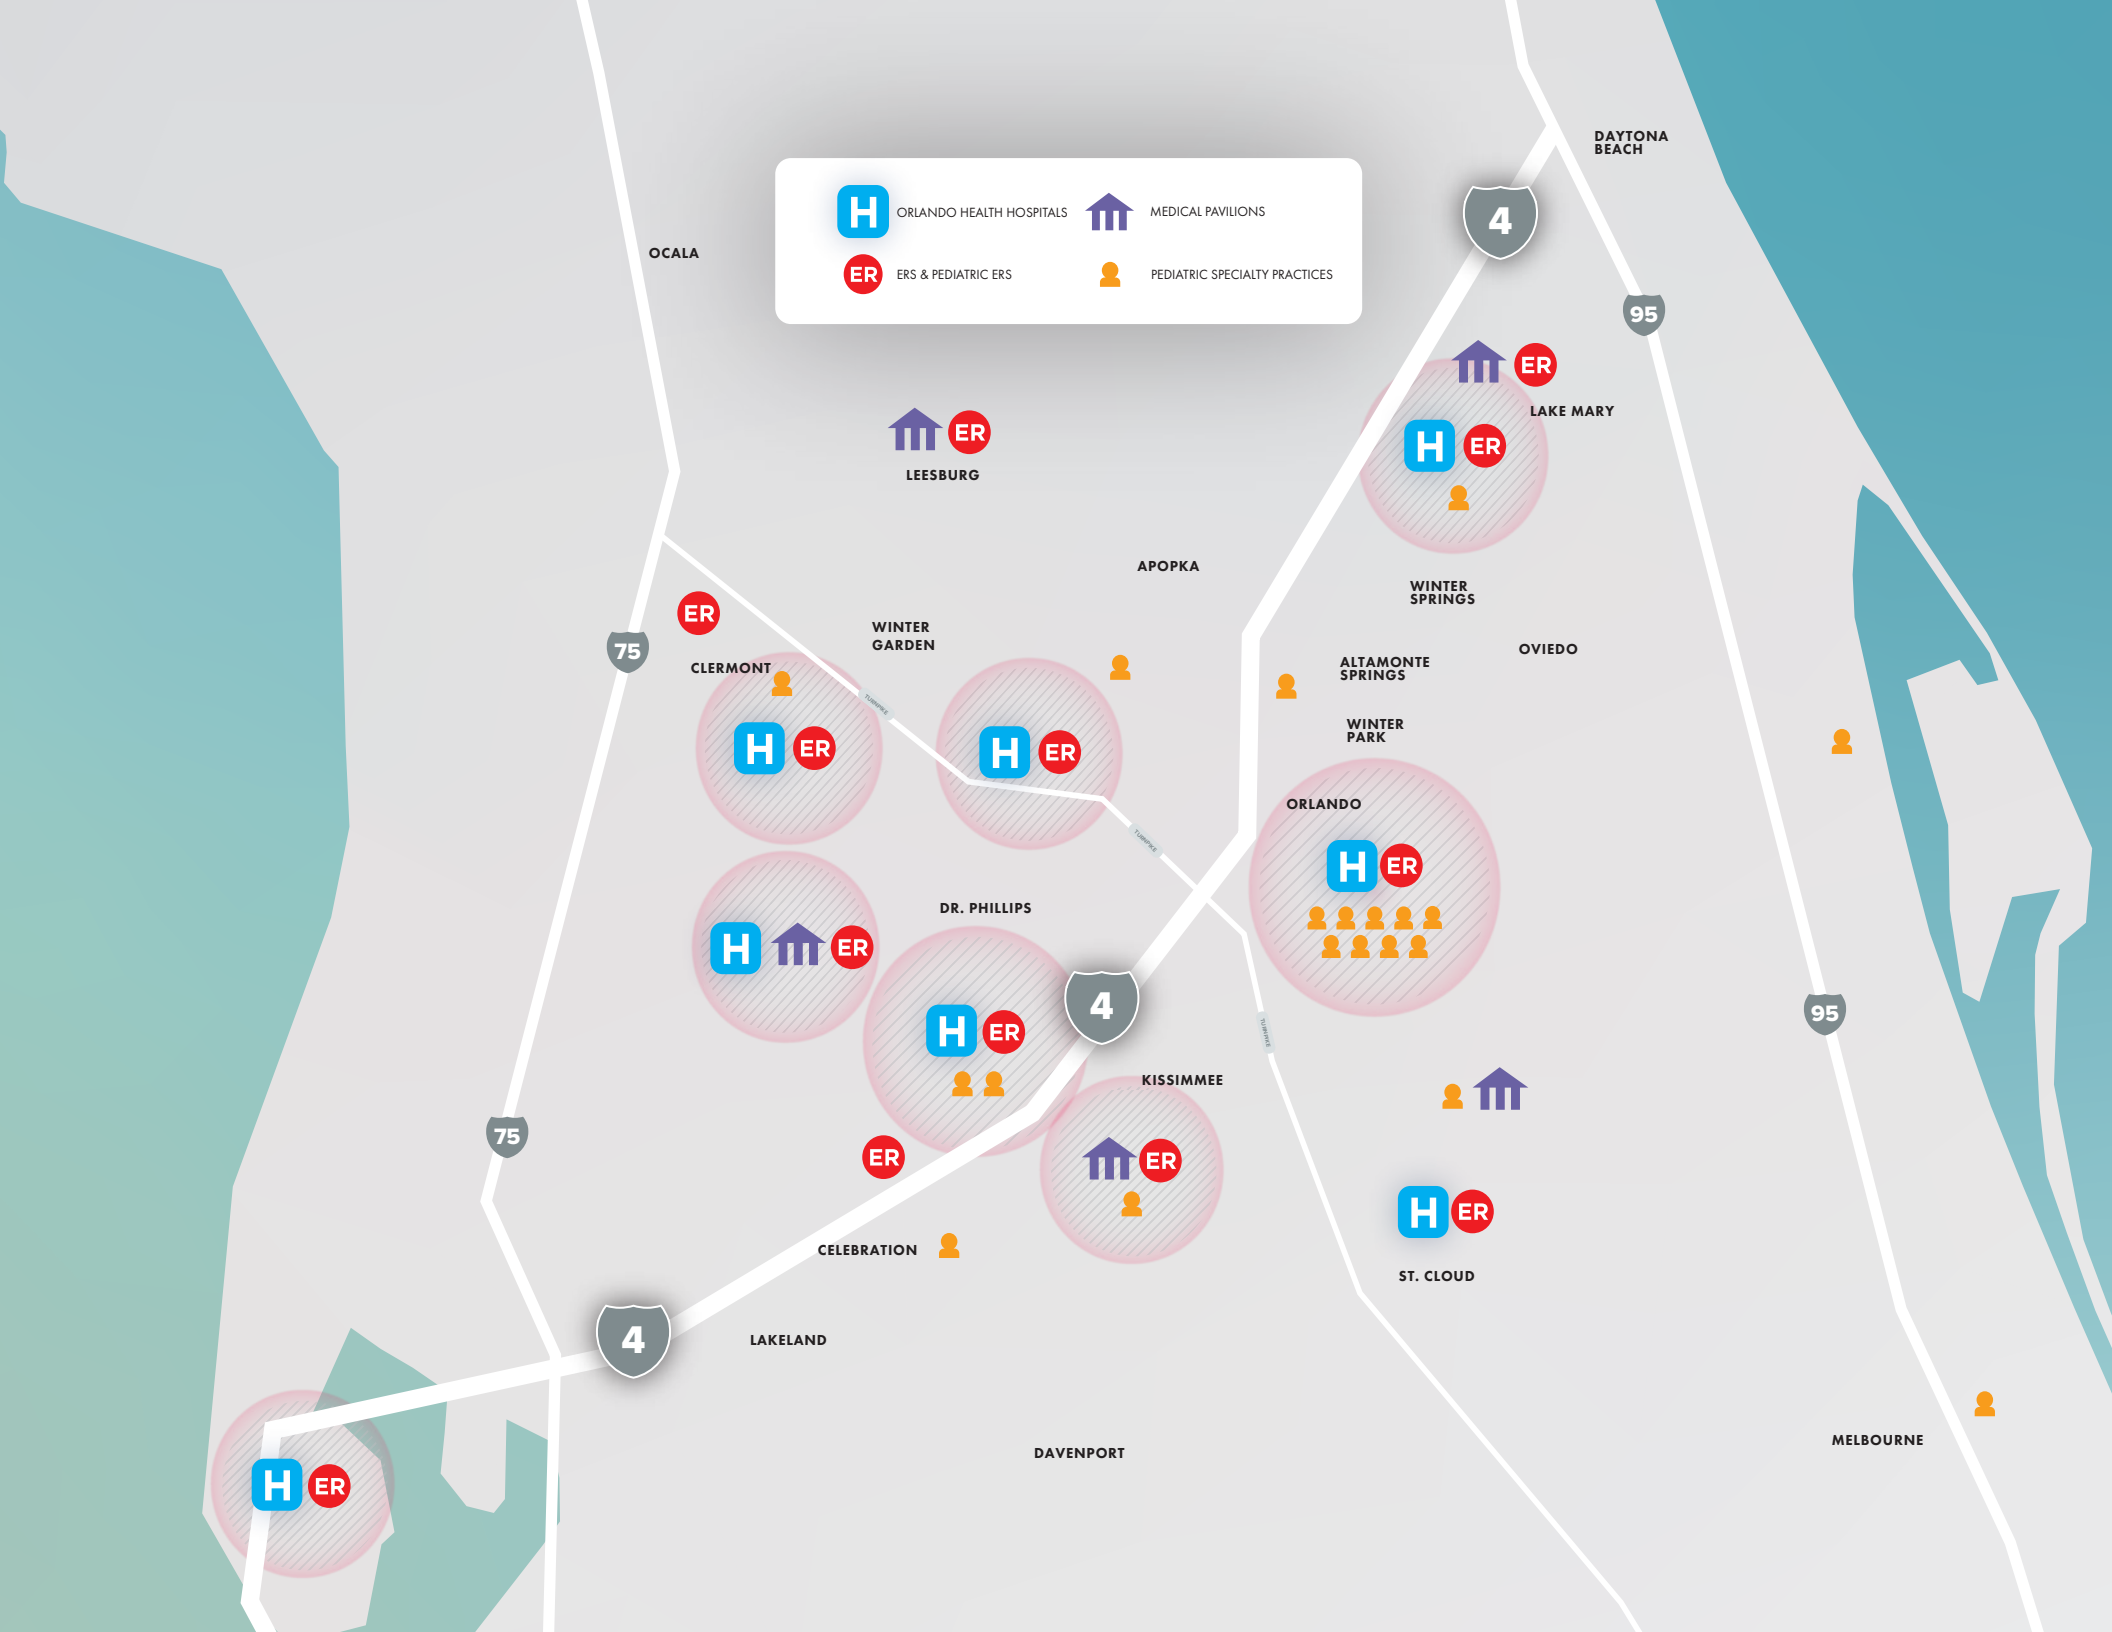 DAYTONA
BEACH
H ORLANDO HEALTH HOSPITALS
MEDICAL PAVILIONS
4
OCALA
ER ERS & PEDIATRIC ERS
PEDIATRIC SPECIALTY PRACTICES
95
ER
LAKE MARY
ER
H ER
LEESBURG
APOPKA
WINTER
SPRINGS
ER
WINTER
GARDEN
75
OVIEDO
CLERMONT
ALTAMONTE
SPRINGS
TURNPIKE
WINTER
PARK
H ER
H ER
ORLANDO
TURNPIKE
H ER
DR. PHILLIPS
H ER
4
95
H ER
TURNPIKE
KISSIMMEE
75
ER
ER
H ER
CELEBRATION
ST. CLOUD
4
LAKELAND
MELBOURNE
DAVENPORT
H ER